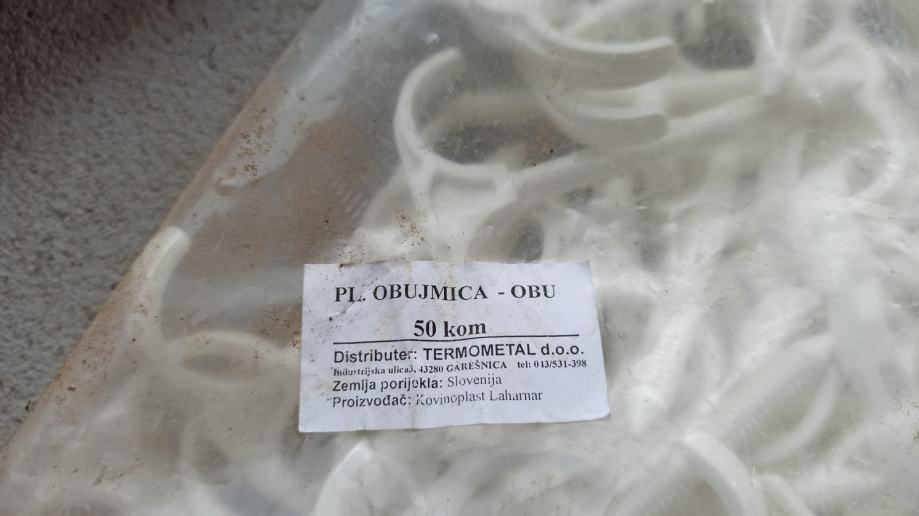 PL. OBUJMICA - OBU
50 kom
Distributer: TERMOMETAL d.o.o.
Industrijska ulica3, 43280 GAREŠNICA tel: 043/531-398
Zemija porijekla: Slovenija
Proizvođač: Kovinoplast Laharnar